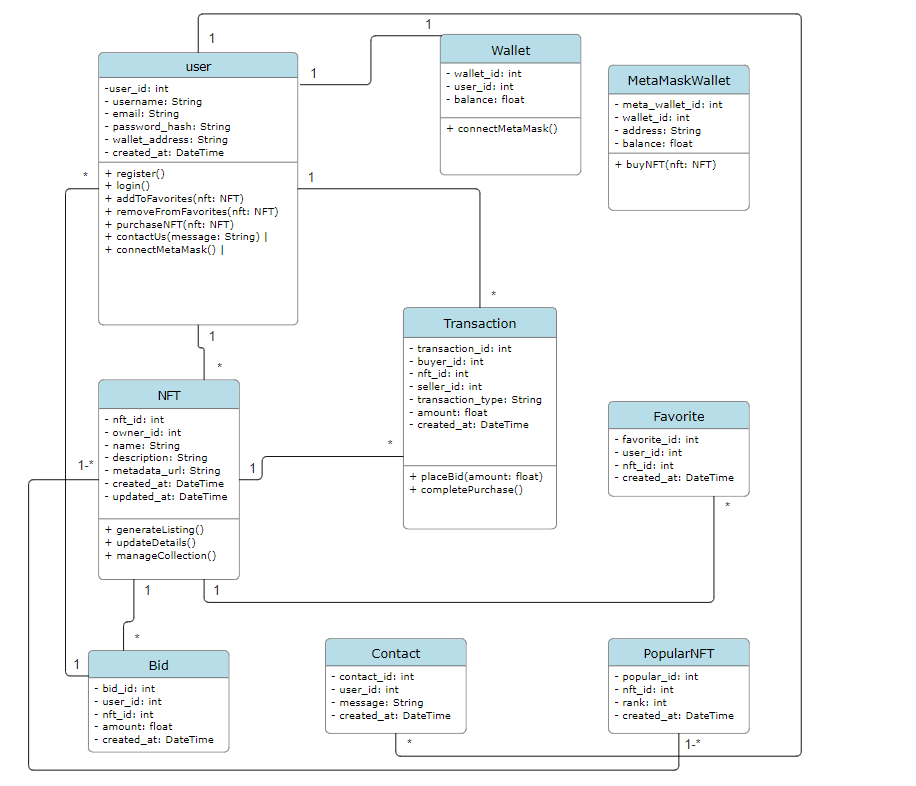 1
1
user
-user_id: int
- username: String
- email: String
- password_hash: String
- wallet_address: String
- created_at: DateTime
+ register()
+ login()
+ addToFavorites(nft: NFT)
+ removeFromFavorites(nft: NFT)
+ purchaseNFT(nft: NFT)
+ contactUs(message: String) |
+ connectMetaMask() |
1
Wallet
- wallet_id: int
- user_id: int
- balance: float
+ connectMetaMask()
MetaMaskWallet
- meta_wallet_id: int
- wallet_id: int
- address: String
- balance: float
+ buyNFT(nft: NFT)
*
1
*
1
*
Transaction
- transaction_id: int
- buyer_id: int
- nft_id: int
- seller_id: int
- transaction_type: String
- amount: float
- created_at: DateTime
+ placeBid(amount: float)
+ completePurchase()
NFT
- nft_id: int
- owner_id: int
- name: String
- description: String
- metadata_url: String
- created_at: DateTime
- updated_at: DateTime
+ generateListing()
+ updateDetails()
+ manageCollection()
1-*
1
*
Favorite
- favorite_id: int
- user_id: int
- nft_id: int
- created_at: DateTime
*
1
1
*
1
Bid
- bid_id: int
- user_id: int
- nft_id: int
- amount: float
- created_at: DateTime
Contact
- contact_id: int
- user_id: int
- message: String
- created_at: DateTime
*
PopularNFT
- popular_id: int
- nft_id: int
- rank: int
- created_at: DateTime
1-*